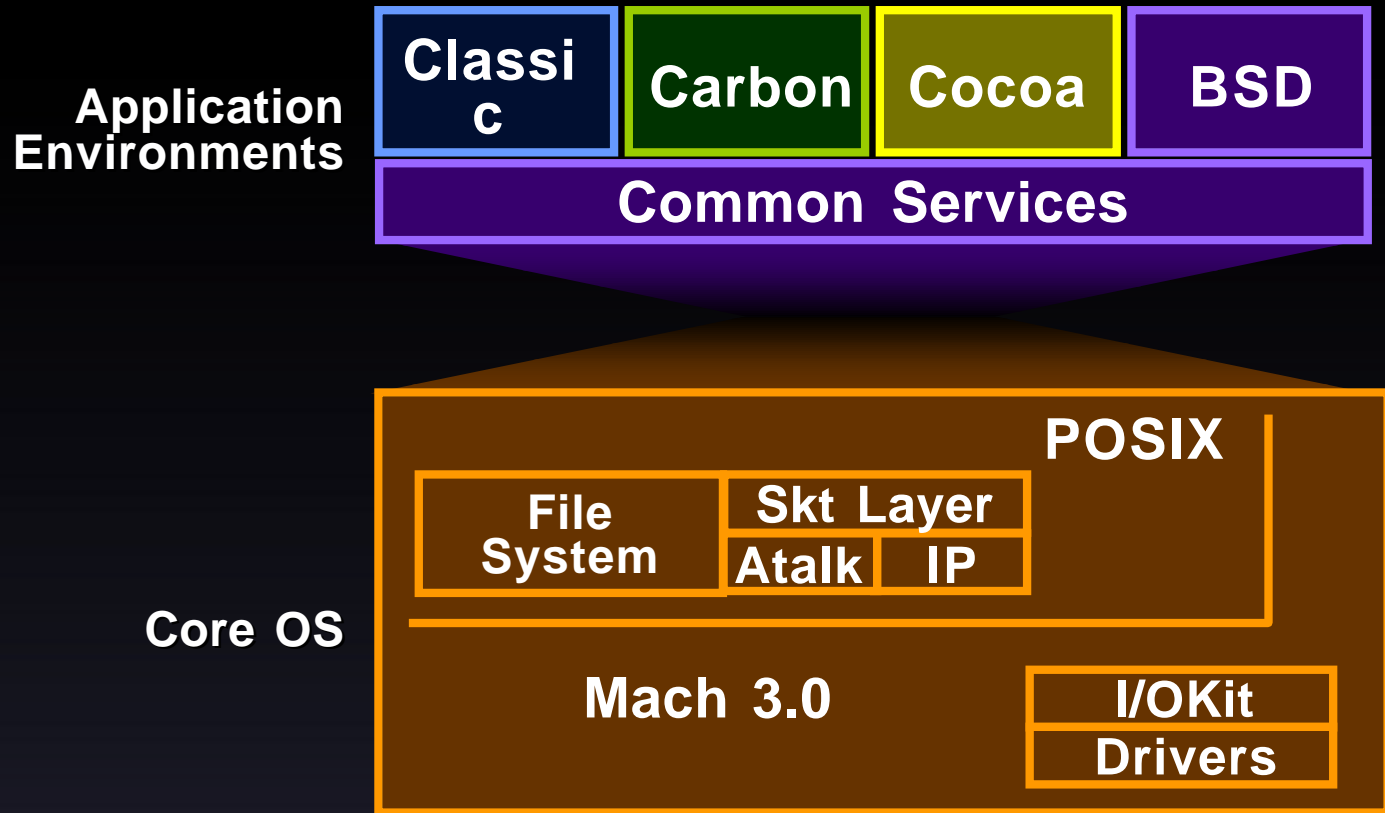 Classi
c
Carbon
Cocoa
BSD
Application
Environments
Common Services
POSIX
File
System
Skt Layer
Atalk
IP
Core OS
Mach 3.0
I/OKit
Drivers